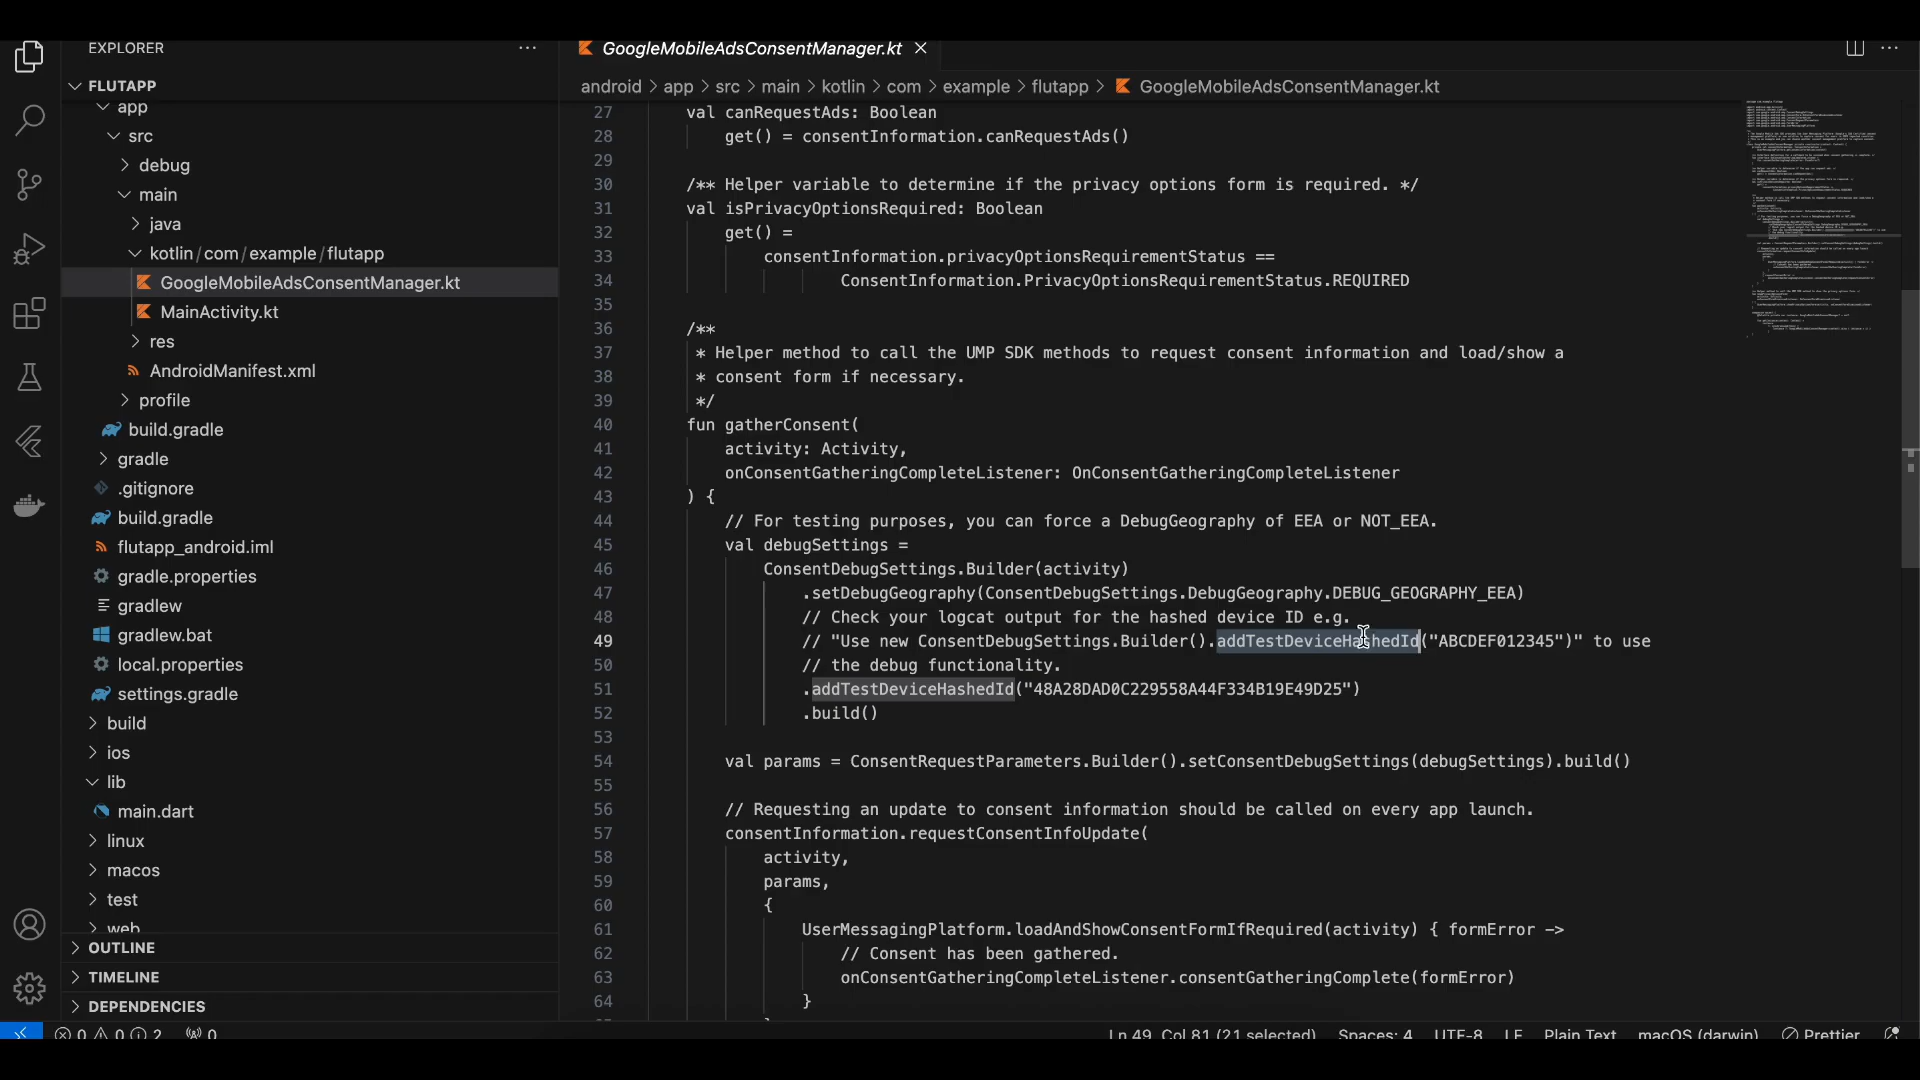 EXPLORER
FLUTAPP
app
src
debug
main
java
kotlin/com/example/flutapp
GoogleMobileAdsConsentManager.kt
MainActivity.kt
res
AndroidManifest.xml
profile
build.gradle
gradle
.gitignore
build.gradle
flutapp_android.iml
gradle.properties
gradlew
gradlew.bat
local.properties
settings.gradle
build
ios
lib
main.dart
linux
macos
test
web
OUTLINE
TIMELINE
DEPENDENCIES
GoogleMobileAdsConsentManager.kt
android > app > src > main > kotlin > com > example > flutapp > GoogleMobileAdsConsentManager.kt
27 val canRequestAds: Boolean
28 get() = consentInformation.canRequestAds()
29
30 /** Helper variable to determine if the privacy options form is required. */
31 val isPrivacyOptionsRequired: Boolean
32 get() =
33 consentInformation.privacyOptionsRequirementStatus ==
34 ConsentInformation.PrivacyOptionsRequirementStatus.REQUIRED
35
36 /**
37 * Helper method to call the UMP SDK methods to request consent information and load/show a
38 * consent form if necessary.
39 */
40 fun gatherConsent(
41 activity: Activity,
42 onConsentGatheringCompleteListener: OnConsentGatheringCompleteListener
43 ) {
44 // For testing purposes, you can force a DebugGeography of EEA or NOT_EEA.
45 val debugSettings =
46 ConsentDebugSettings.Builder(activity)
47 .setDebugGeography(ConsentDebugSettings.DebugGeography.DEBUG_GEOGRAPHY_EEA)
48 // Check your logcat output for the hashed device ID e.g.
49 // "Use new ConsentDebugSettings.Builder().addTestDeviceHashedId("ABCDEF012345")" to use
50 // the debug functionality.
51 .addTestDeviceHashedId("48A28DAD0C229558A44F334B19E49D25")
52 .build()
53
54 val params = ConsentRequestParameters.Builder().setConsentDebugSettings(debugSettings).build()
55
56 // Requesting an update to consent information should be called on every app launch.
57 consentInformation.requestConsentInfoUpdate(
58 activity,
59 params,
60 {
61 UserMessagingPlatform.loadAndShowConsentFormIfRequired(activity) { formError ->
62 // Consent has been gathered.
63 onConsentGatheringCompleteListener.consentGatheringComplete(formError)
64 }
0 0 2 0 Ln 49, Col 81 (21 selected) Spaces: 4 UTF-8 LF Plain Text macOS (darwin) Prettier